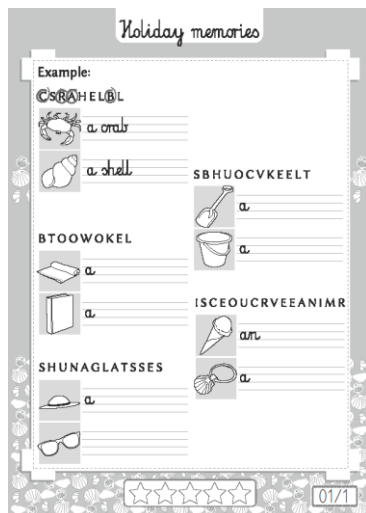 Holiday memories
Example:
CSRAHELBL
a crab
a shell
BTOOWOKEL
a
a
SHUNAGLATSSES
a
SBHUOCVKEELT
a
a
ISCEOUCRVEEANIMR
an
a
01/1